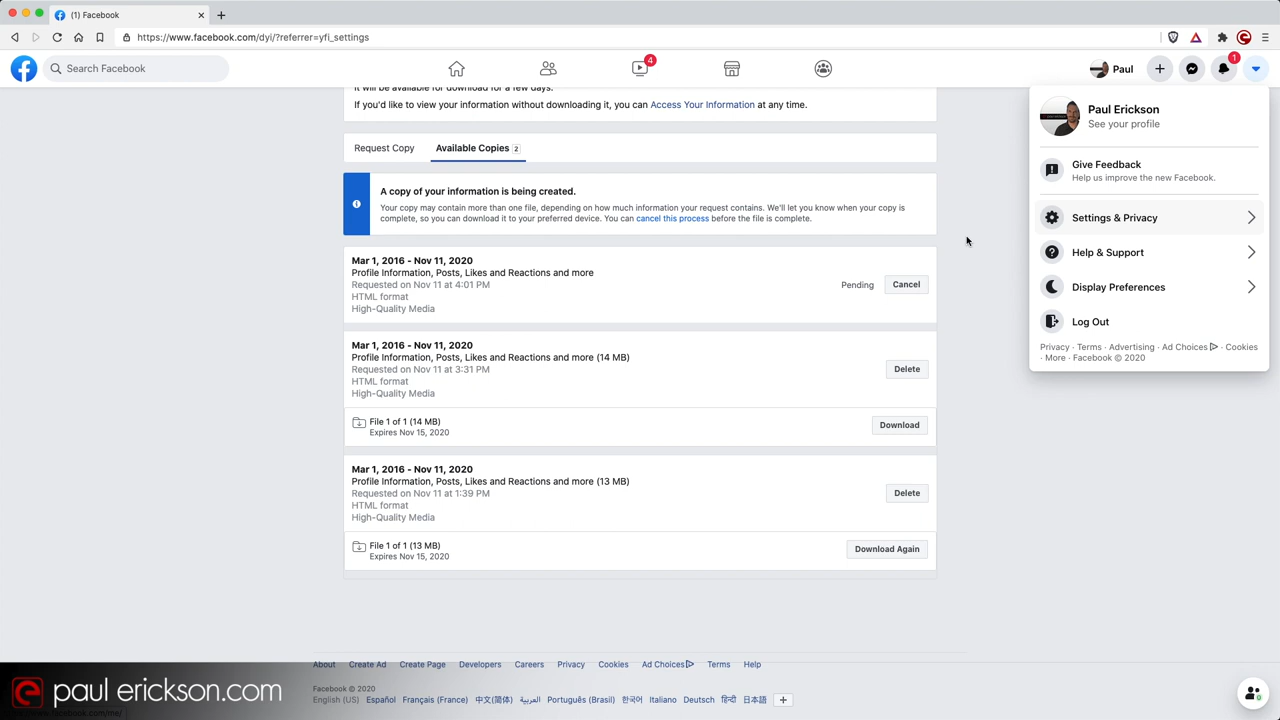 (1) Facebook
https://www.facebook.com/dyi/?referrer=yfi_settings
Search Facebook
4
Paul
1
it will be available for download for a few days.
If you'd like to view your information without downloading it, you can Access Your Information at any time.
Request Copy
Available Copies 2
A copy of your information is being created.
Your copy may contain more than one file, depending on how much information your request contains. We'll let you know when your copy is
complete, so you can download it to your preferred device. You can cancel this process before the file is complete.
Mar 1, 2016 - Nov 11, 2020
Profile Information, Posts, Likes and Reactions and more
Requested on Nov 11 at 4:01 PM
HTML format
High-Quality Media
Pending
Cancel
Mar 1, 2016 - Nov 11, 2020
Profile Information, Posts, Likes and Reactions and more (14 MB)
Requested on Nov 11 at 3:31 PM
HTML format
High-Quality Media
Delete
File 1 of 1 (14 MB)
Expires Nov 15, 2020
Download
Mar 1, 2016 - Nov 11, 2020
Profile Information, Posts, Likes and Reactions and more (13 MB)
Requested on Nov 11 at 1:39 PM
HTML format
High-Quality Media
Delete
File 1 of 1 (13 MB)
Expires Nov 15, 2020
Download Again
Paul Erickson
See your profile
Give Feedback
Help us improve the new Facebook.
Settings & Privacy
Help & Support
Display Preferences
Log Out
Privacy · Terms · Advertising · Ad Choices · Cookies
· More · Facebook © 2020
About Create Ad Create Page Developers Careers Privacy Cookies Ad Choices Terms Help
Facebook © 2020
English (US) Español Français (France) 中文(简体) العربية Português (Brasil) 한국어 Italiano Deutsch हिन्दी 日本語 +
paul erickson.com